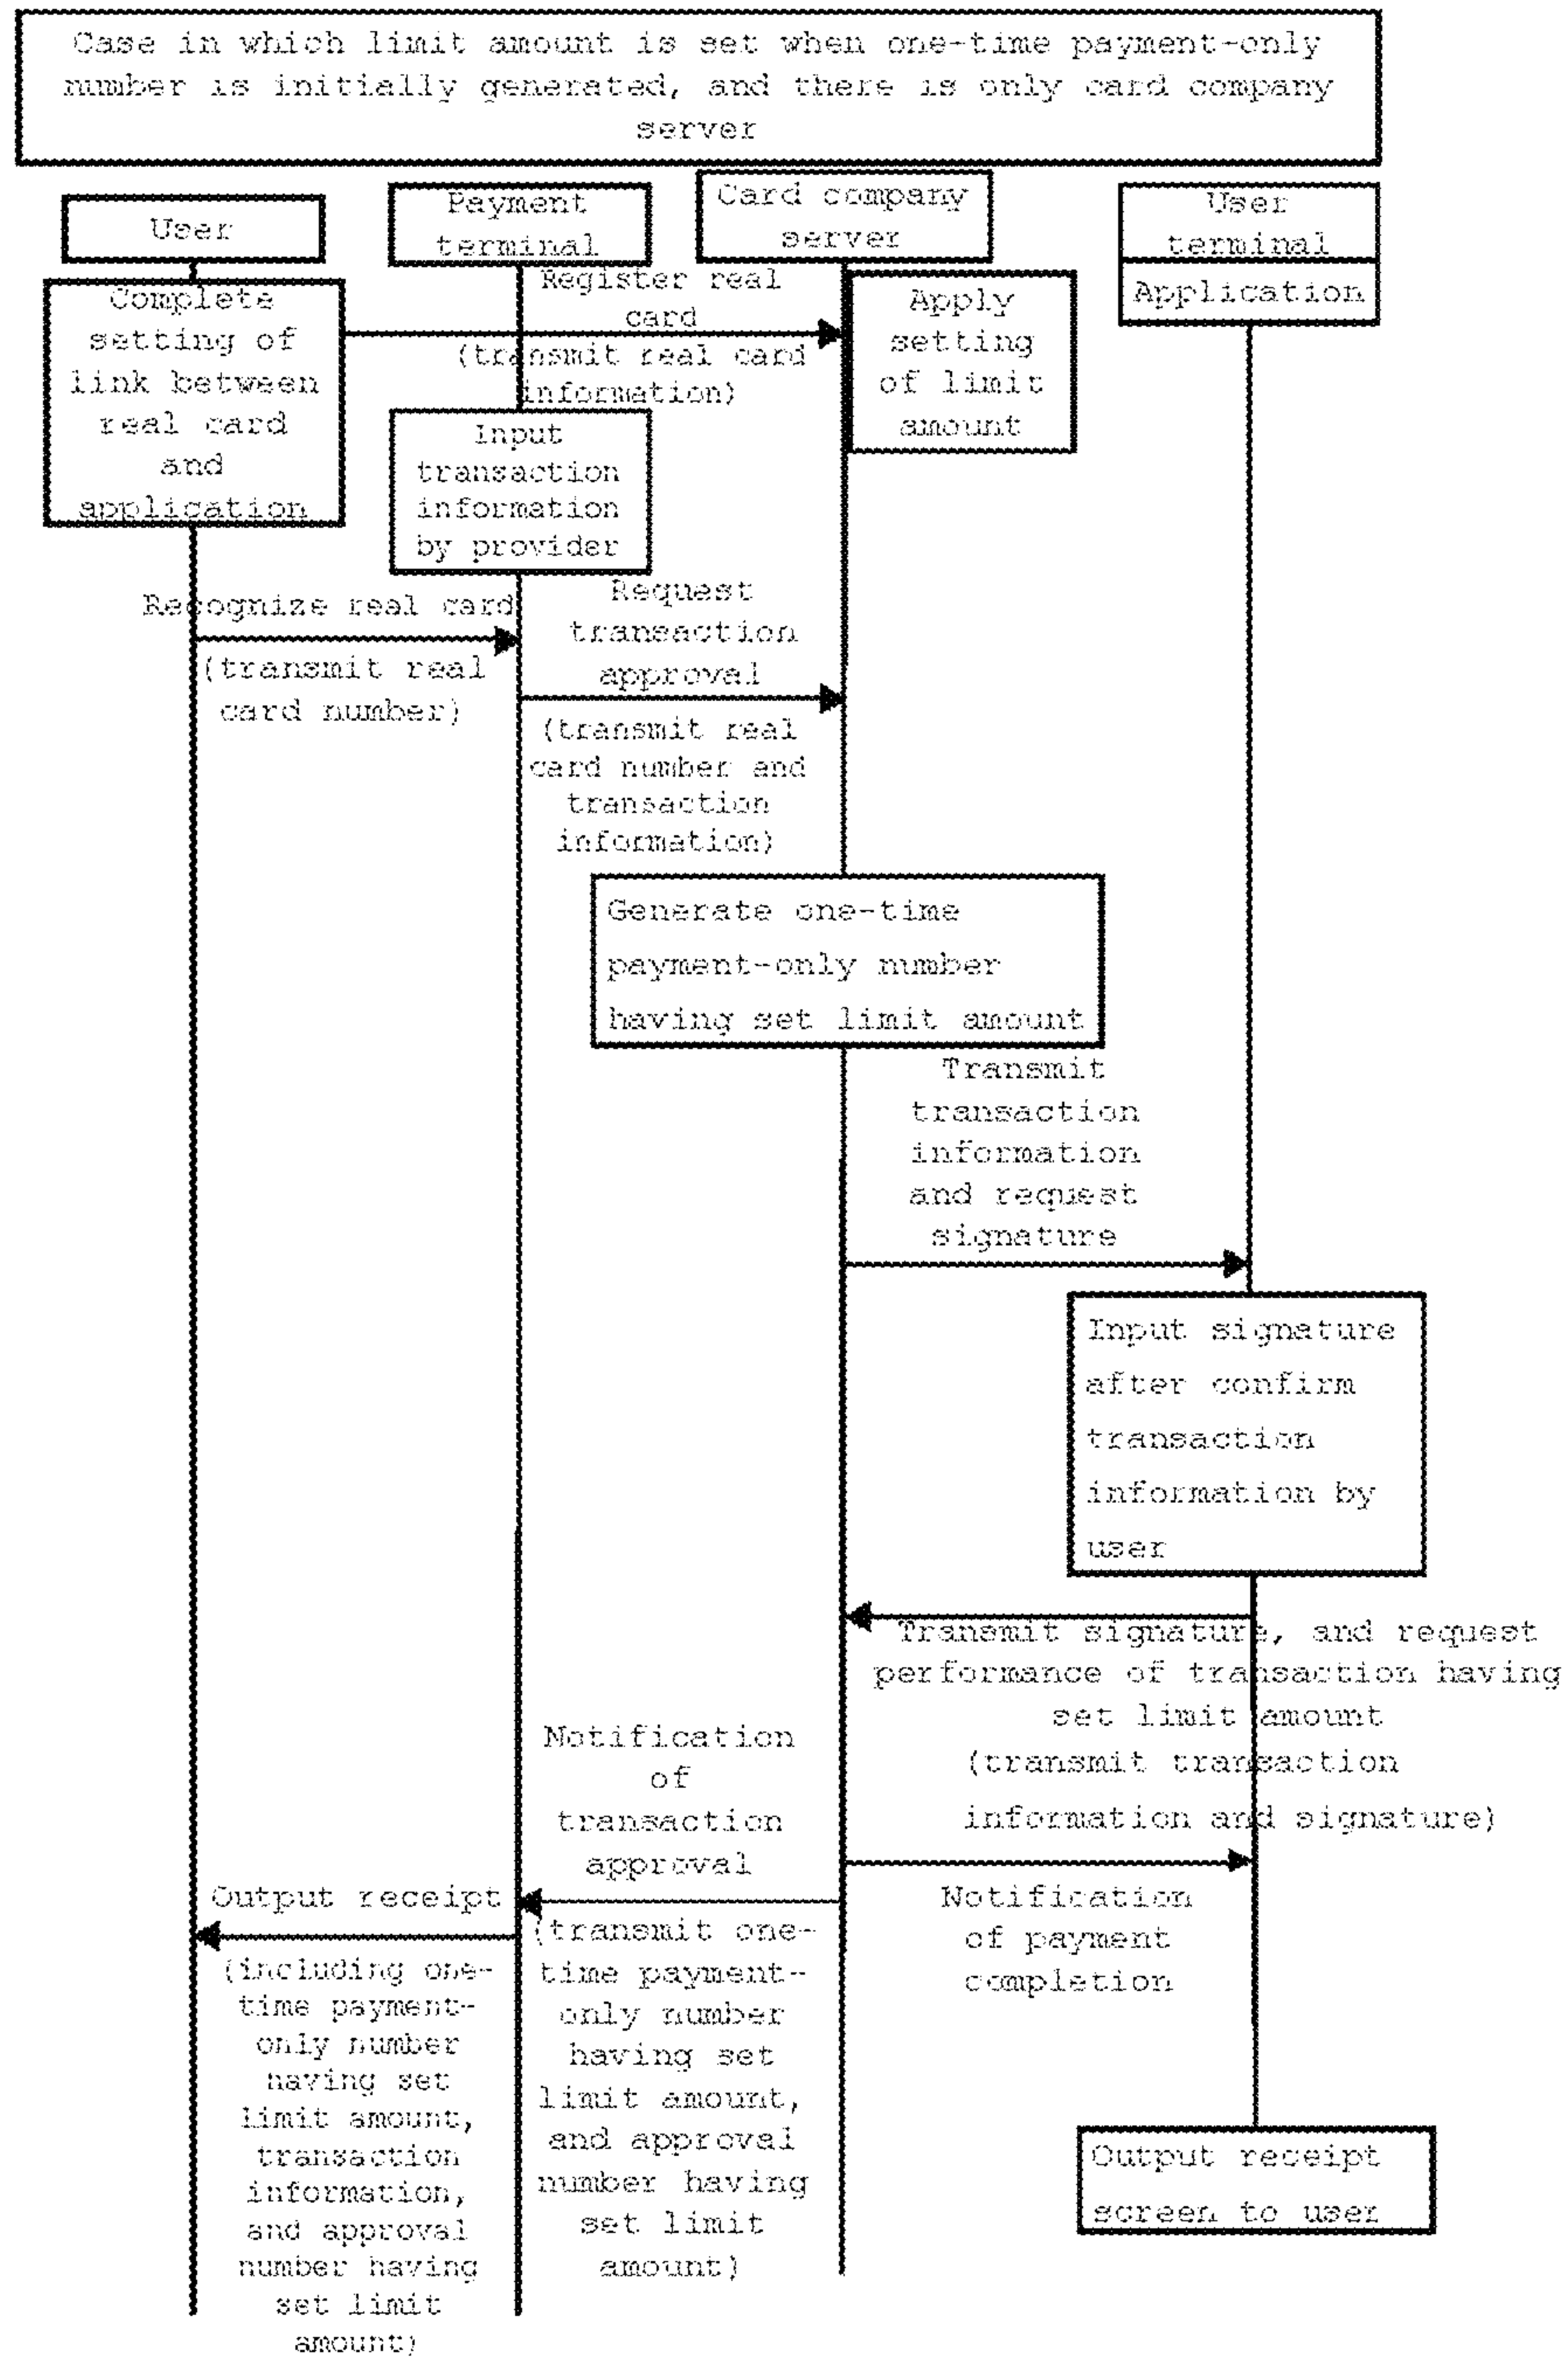 Case in which limit amount is set when one-time payment-only
number is initially generated, and there is only card company
server
User
Payment
terminal
Card company
server
User
terminal
Application
Complete
setting of
link between
real card
and
application
Register real
card
(transmit real card
information)
Apply
setting
of limit
amount
Input
transaction
information
by provider
Recognize real card
(transmit real
card number)
Request
transaction
approval
(transmit real
card number and
transaction
information)
Generate one-time
payment-only number
having set limit amount
Transmit
transaction
information
and request
signature
Input signature
after confirm
transaction
information by
user
Transmit signature, and request
performance of transaction having
set limit amount
(transmit transaction
information and signature)
Notification
of
transaction
approval
(transmit one-
time payment-
only number
having set
limit amount,
and approval
number having
set limit
amount)
Notification
of payment
completion
Output receipt
(including one-
time payment-
only number
having set
limit amount,
transaction
information,
and approval
number having
set limit
amount)
Output receipt
screen to user